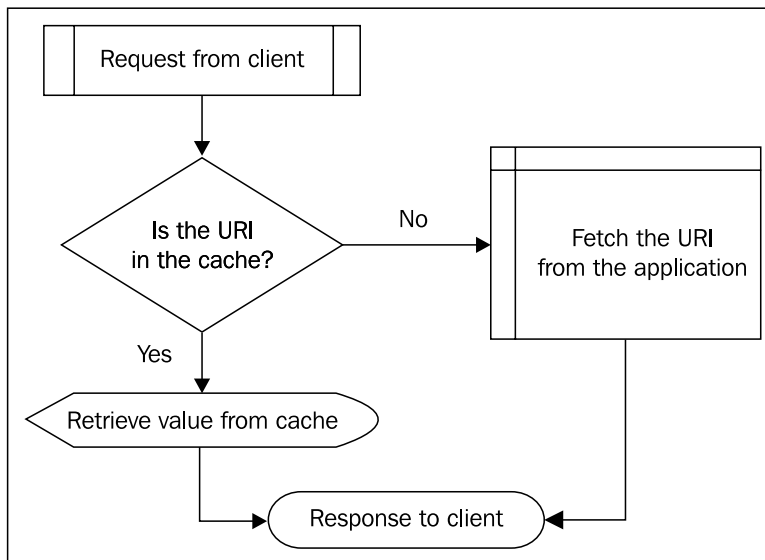 Request from client
Is the URI
in the cache?
No
Fetch the URI
from the application
Yes
Retrieve value from cache
Response to client